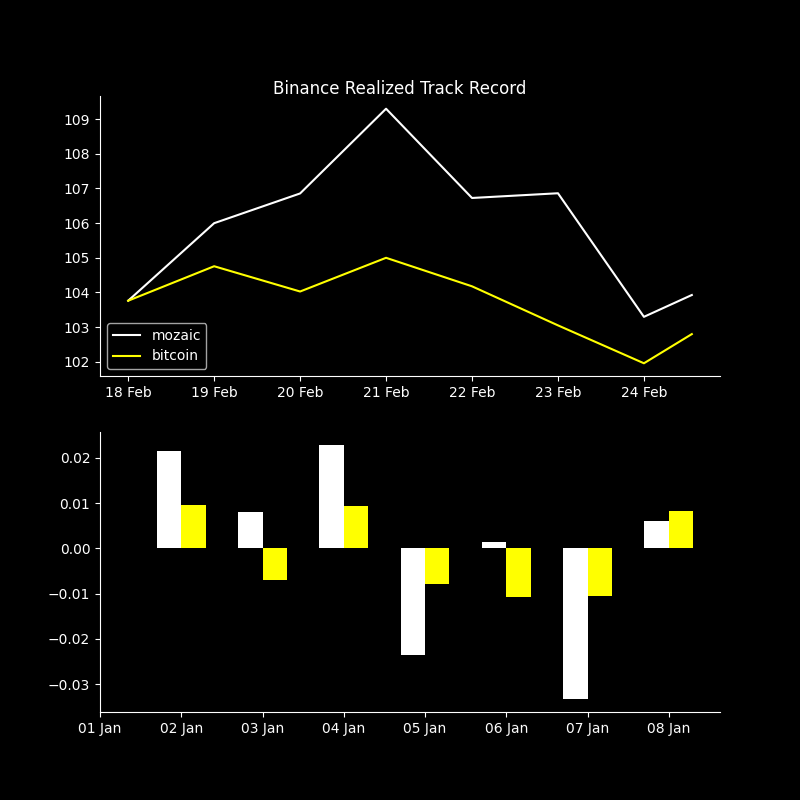 Binance Realized Track Record
109
108
107
106
105
104
103
102
mozaic
bitcoin
18 Feb 19 Feb 20 Feb 21 Feb 22 Feb 23 Feb 24 Feb
0.02
0.01
0.00
−0.01
−0.02
−0.03
01 Jan 02 Jan 03 Jan 04 Jan 05 Jan 06 Jan 07 Jan 08 Jan